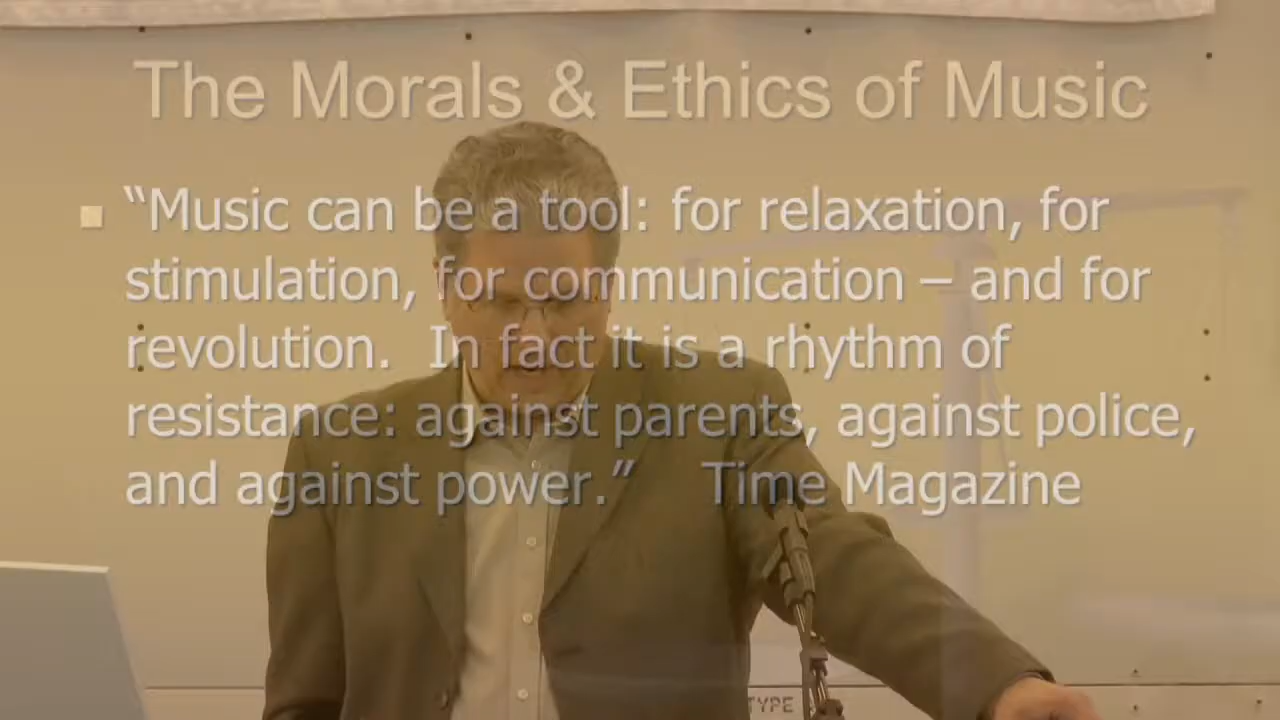 The Morals & Ethics of Music
“Music can be a tool: for relaxation, for
stimulation, for communication – and for
revolution.  In fact it is a rhythm of
resistance: against parents, against police,
and against power.”    Time Magazine
TYPE